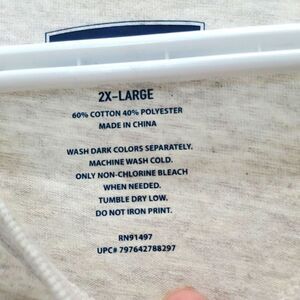 2X-LARGE
60% COTTON 40% POLYESTER
MADE IN CHINA
WASH DARK COLORS SEPARATELY.
MACHINE WASH COLD.
ONLY NON-CHLORINE BLEACH
WHEN NEEDED.
TUMBLE DRY LOW.
DO NOT IRON PRINT.
RN91497
UPC# 797642788297